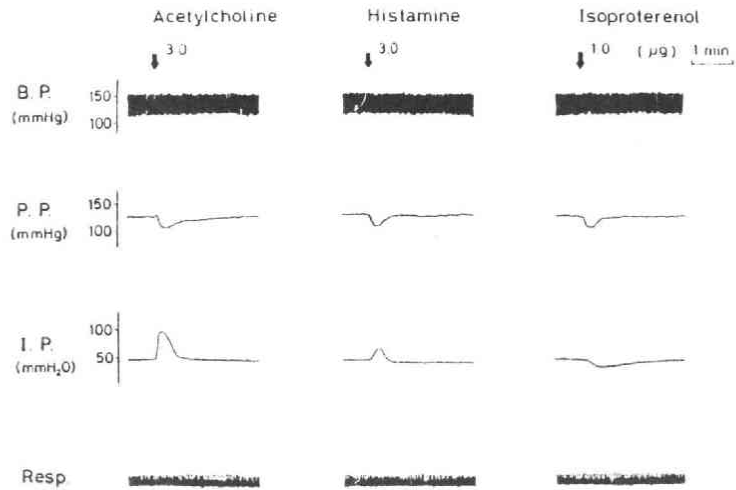 Acetylcholine Histamine Isoproterenol
3.0 3.0 1.0 (μg) 1 min
B. P. 150
(mmHg) 100
P. P. 150
(mmHg) 100
I. P. 100
(mmH₂O) 50
Resp.